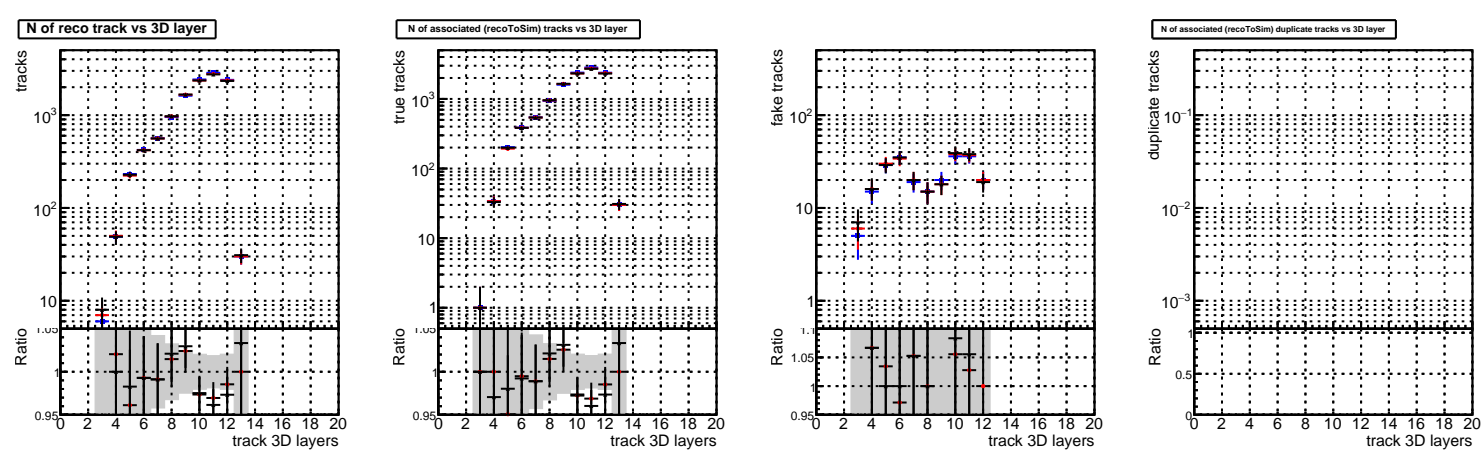 N of reco track vs 3D layer
tracks
10³
10²
10
Ratio
1.05
1
0.95
0 2 4 6 8 10 12 14 16 18 20
track 3D layers
N of associated (recoToSim) tracks vs 3D layer
true tracks
10³
10²
10
1
Ratio
1.05
1
0.95
0 2 4 6 8 10 12 14 16 18 20
track 3D layers
fake tracks
10²
10
1
Ratio
1.1
1.05
1
0.95
0 2 4 6 8 10 12 14 16 18 20
track 3D layers
N of associated (recoToSim) duplicate tracks vs 3D layer
duplicate tracks
10⁻¹
10⁻²
10⁻³
Ratio
1
0.5
0
0 2 4 6 8 10 12 14 16 18 20
track 3D layers